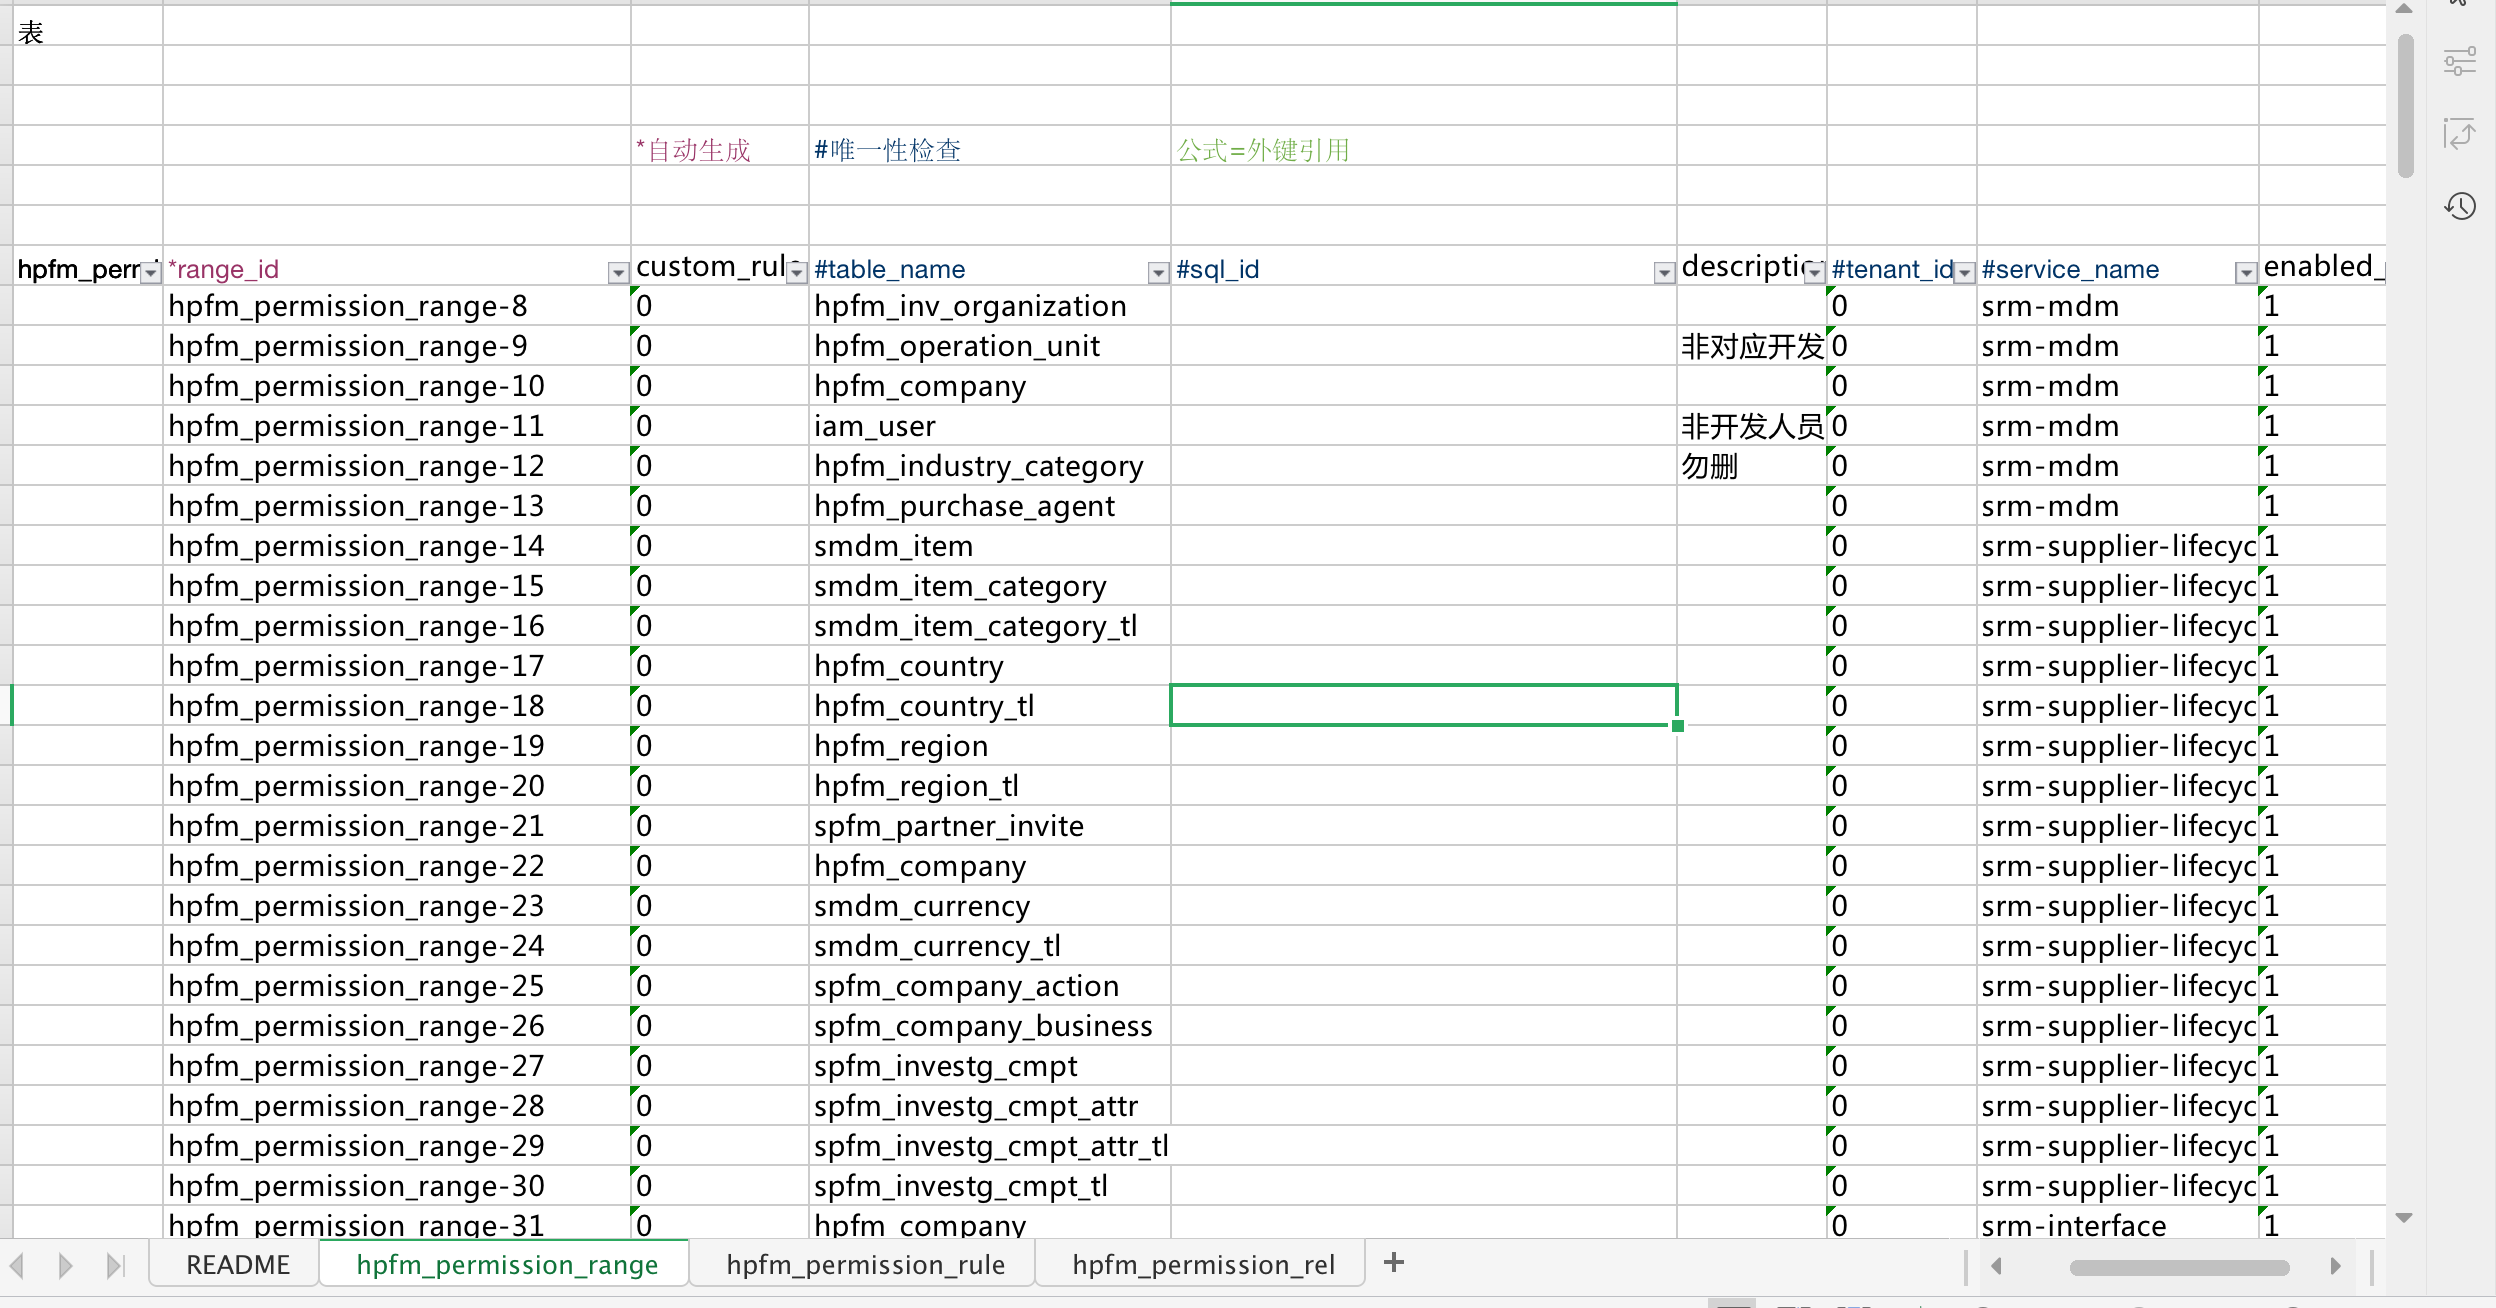 表
*自动生成 #唯一性检查 公式=外键引用
*range_id #table_name #sql_id #tenant_id #service_name
hpfm_permission_range-8 0 hpfm_inv_organization 0 srm-mdm 1
hpfm_permission_range-9 0 hpfm_operation_unit 非对应开发 0 srm-mdm 1
hpfm_permission_range-10 0 hpfm_company 0 srm-mdm 1
hpfm_permission_range-11 0 iam_user 非开发人员 0 srm-mdm 1
hpfm_permission_range-12 0 hpfm_industry_category 勿删 0 srm-mdm 1
hpfm_permission_range-13 0 hpfm_purchase_agent 0 srm-mdm 1
hpfm_permission_range-14 0 smdm_item 0 srm-supplier-lifecyc 1
hpfm_permission_range-15 0 smdm_item_category 0 srm-supplier-lifecyc 1
hpfm_permission_range-16 0 smdm_item_category_tl 0 srm-supplier-lifecyc 1
hpfm_permission_range-17 0 hpfm_country 0 srm-supplier-lifecyc 1
hpfm_permission_range-18 0 hpfm_country_tl 0 srm-supplier-lifecyc 1
hpfm_permission_range-19 0 hpfm_region 0 srm-supplier-lifecyc 1
hpfm_permission_range-20 0 hpfm_region_tl 0 srm-supplier-lifecyc 1
hpfm_permission_range-21 0 spfm_partner_invite 0 srm-supplier-lifecyc 1
hpfm_permission_range-22 0 hpfm_company 0 srm-supplier-lifecyc 1
hpfm_permission_range-23 0 smdm_currency 0 srm-supplier-lifecyc 1
hpfm_permission_range-24 0 smdm_currency_tl 0 srm-supplier-lifecyc 1
hpfm_permission_range-25 0 spfm_company_action 0 srm-supplier-lifecyc 1
hpfm_permission_range-26 0 spfm_company_business 0 srm-supplier-lifecyc 1
hpfm_permission_range-27 0 spfm_investg_cmpt 0 srm-supplier-lifecyc 1
hpfm_permission_range-28 0 spfm_investg_cmpt_attr 0 srm-supplier-lifecyc 1
hpfm_permission_range-29 0 spfm_investg_cmpt_attr_tl 0 srm-supplier-lifecyc 1
hpfm_permission_range-30 0 spfm_investg_cmpt_tl 0 srm-supplier-lifecyc 1
hpfm_permission_range-31 0 hpfm_company 0 srm-interface 1
README hpfm_permission_range hpfm_permission_rule hpfm_permission_rel